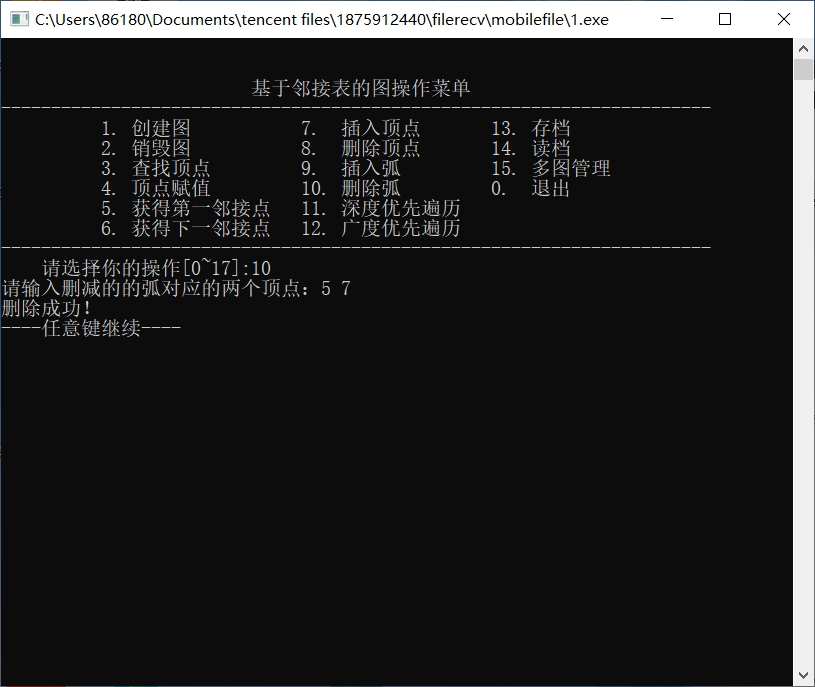 C:\Users\86180\Documents\tencent files\1875912440\filerecv\mobilefile\1.exe
基于邻接表的图操作菜单
-----------------------------------------------------------------------
1. 创建图 7. 插入顶点 13. 存档
2. 销毁图 8. 删除顶点 14. 读档
3. 查找顶点 9. 插入弧 15. 多图管理
4. 顶点赋值 10. 删除弧 0. 退出
5. 获得第一邻接点 11. 深度优先遍历
6. 获得下一邻接点 12. 广度优先遍历
-----------------------------------------------------------------------
请选择你的操作[0~17]:10
请输入删减的的弧对应的两个顶点: 5 7
删除成功!
----任意键继续----